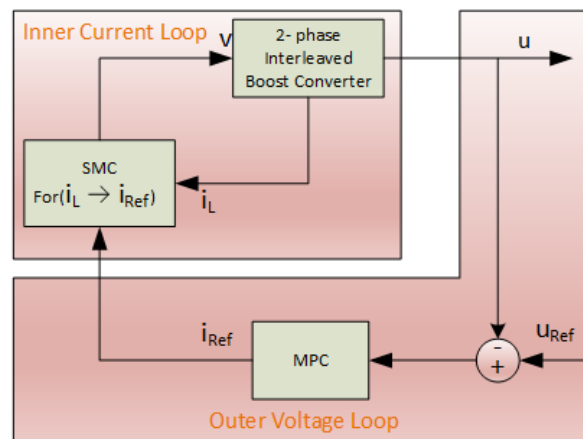 Inner Current Loop
v
2- phase
Interleaved
Boost Converter
u
SMC
For(iL → iRef)
iL
iRef
MPC
-
+
uRef
Outer Voltage Loop